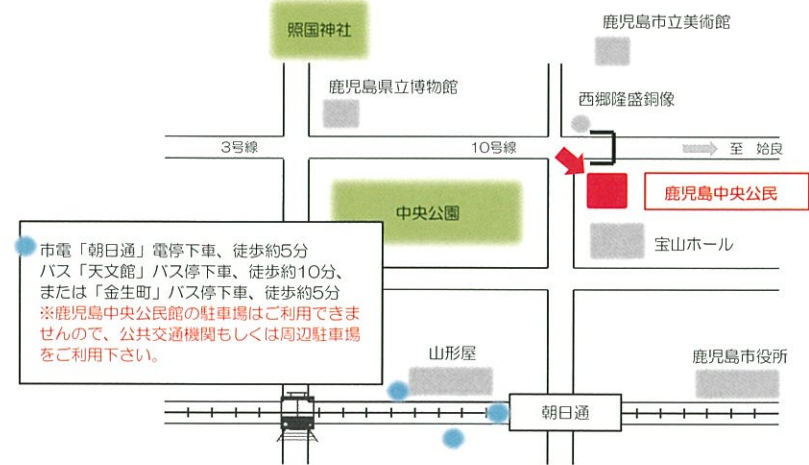 照国神社
鹿児島市立美術館
鹿児島県立博物館
西郷隆盛銅像
3号線
10号線
至 姶良
鹿児島中央公民
中央公園
宝山ホール
市電「朝日通」電停下車、徒歩約5分
バス「天文館」バス停下車、徒歩約10分、
または「金生町」バス停下車、徒歩約5分
※鹿児島中央公民館の駐車場はご利用できま
せんので、公共交通機関もしくは周辺駐車場
をご利用下さい。
山形屋
鹿児島市役所
朝日通